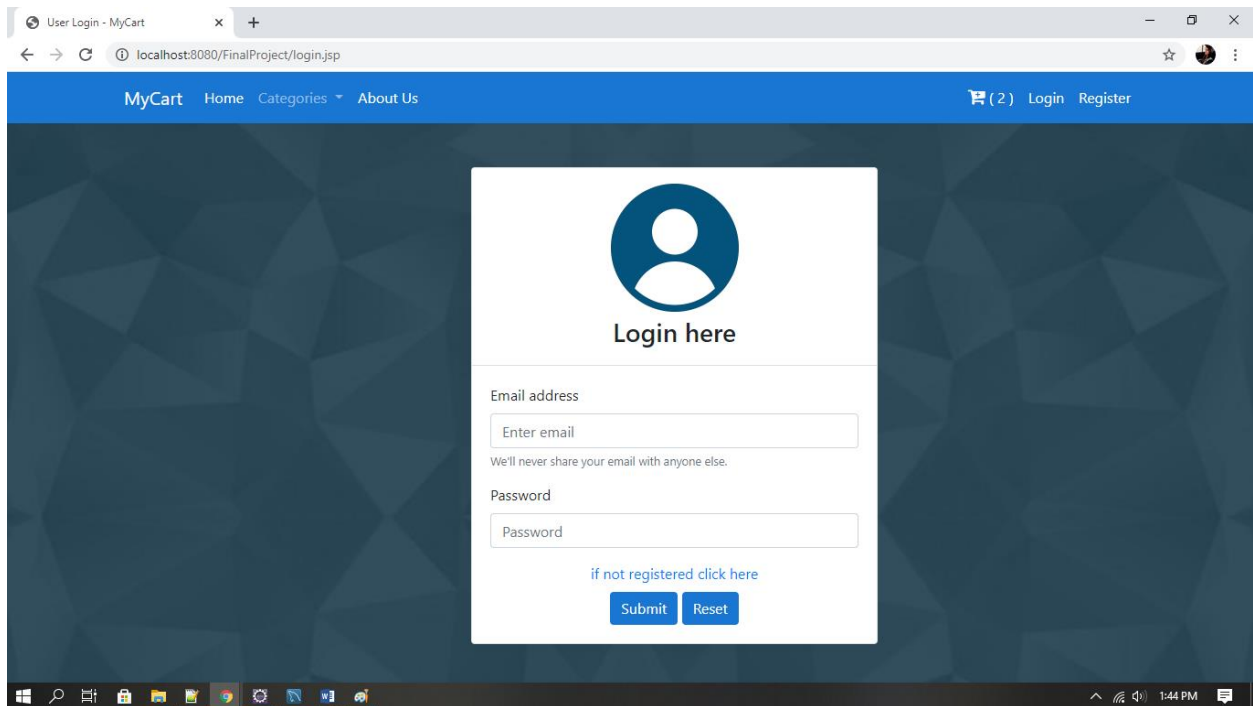 User Login - MyCart
localhost:8080/FinalProject/login.jsp
MyCart Home Categories About Us ( 2 ) Login Register
Login here
Email address
Enter email
We'll never share your email with anyone else.
Password
Password
if not registered click here
Submit Reset
1:44 PM